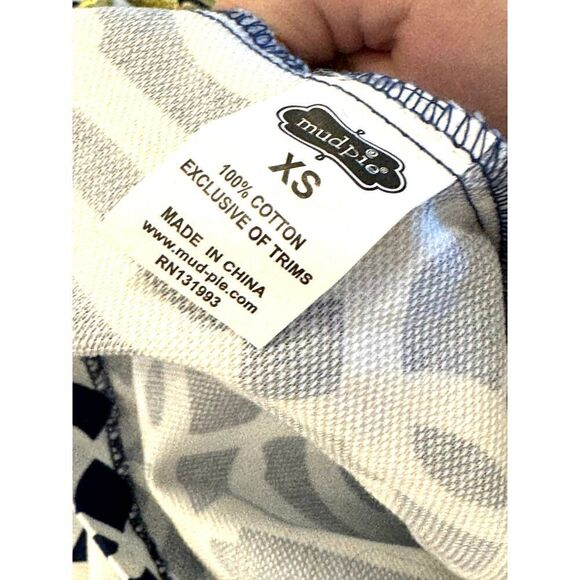 mudpie®
XS
100% COTTON
EXCLUSIVE OF TRIMS
MADE IN CHINA
www.mud-pie.com
RN131993